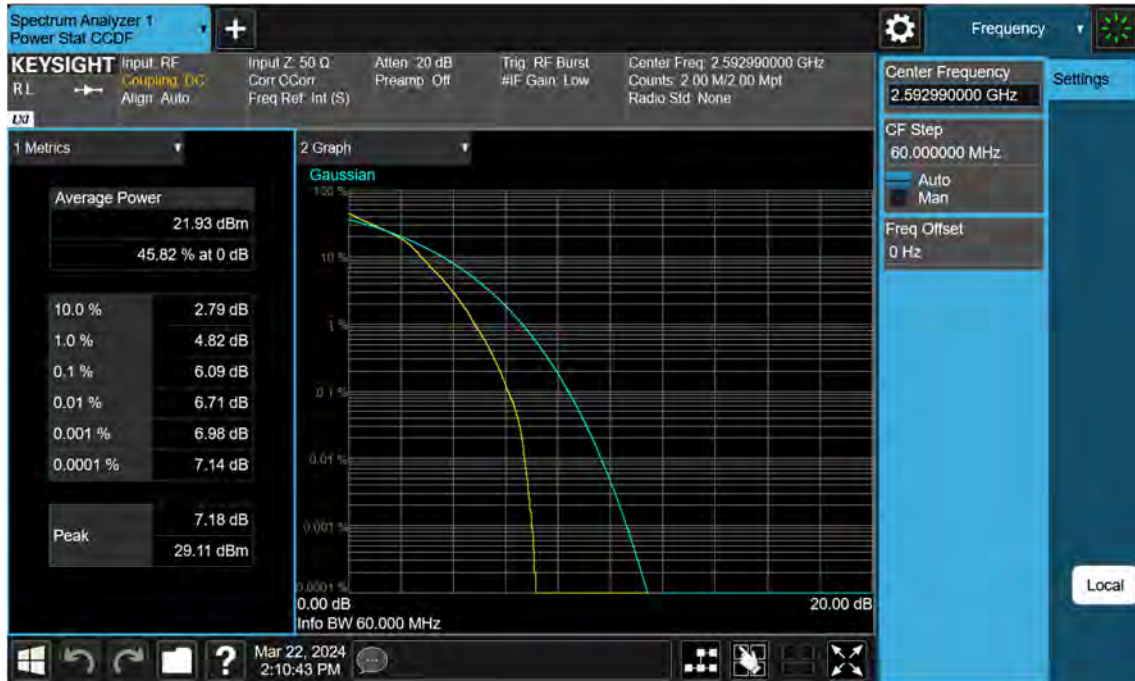 Spectrum Analyzer 1
Power Stat CCDF
+
Frequency
KEYSIGHT
RL
LXI
Input: RF
Coupling: DC
Align: Auto
Input Z: 50 Ω
Corr CCorr
Freq Ref: Int (S)
Atten: 20 dB
Preamp: Off
Trig: RF Burst
#IF Gain: Low
Center Freq: 2.592990000 GHz
Counts: 2.00 M/2.00 Mpt
Radio Std: None
Center Frequency
2.592990000 GHz
Settings
CF Step
60.000000 MHz
Auto
Man
Freq Offset
0 Hz
1 Metrics
Average Power
21.93 dBm
45.82 % at 0 dB
10.0 % 2.79 dB
1.0 % 4.82 dB
0.1 % 6.09 dB
0.01 % 6.71 dB
0.001 % 6.98 dB
0.0001 % 7.14 dB
Peak
7.18 dB
29.11 dBm
2 Graph
Gaussian
100 %
10 %
1 %
0.1 %
0.01 %
0.001 %
0.0001 %
0.00 dB 20.00 dB
Info BW 60.000 MHz
Local
?
Mar 22, 2024
2:10:43 PM